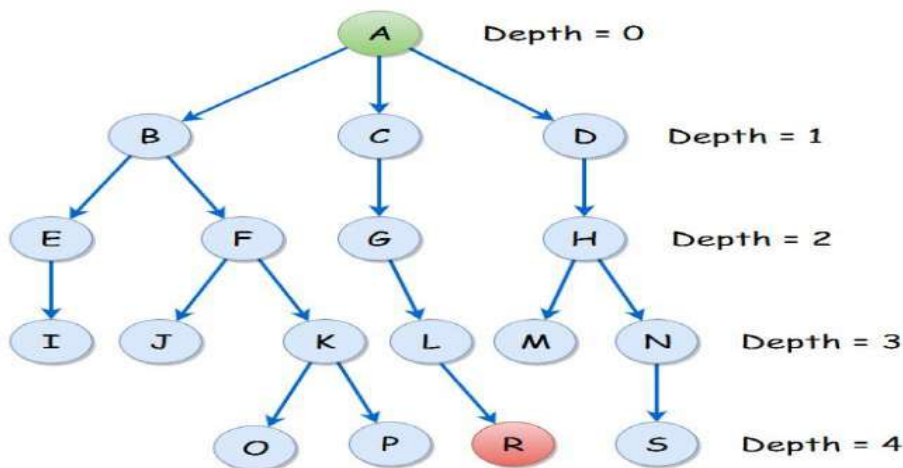 A Depth = 0
B C D Depth = 1
E F G H Depth = 2
I J K L M N Depth = 3
O P R S Depth = 4